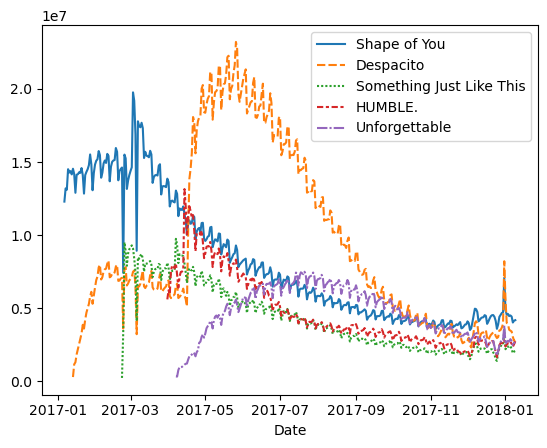 1e7
Shape of You
Despacito
Something Just Like This
HUMBLE.
Unforgettable
2.0
1.5
1.0
0.5
0.0
2017-01 2017-03 2017-05 2017-07 2017-09 2017-11 2018-01
Date